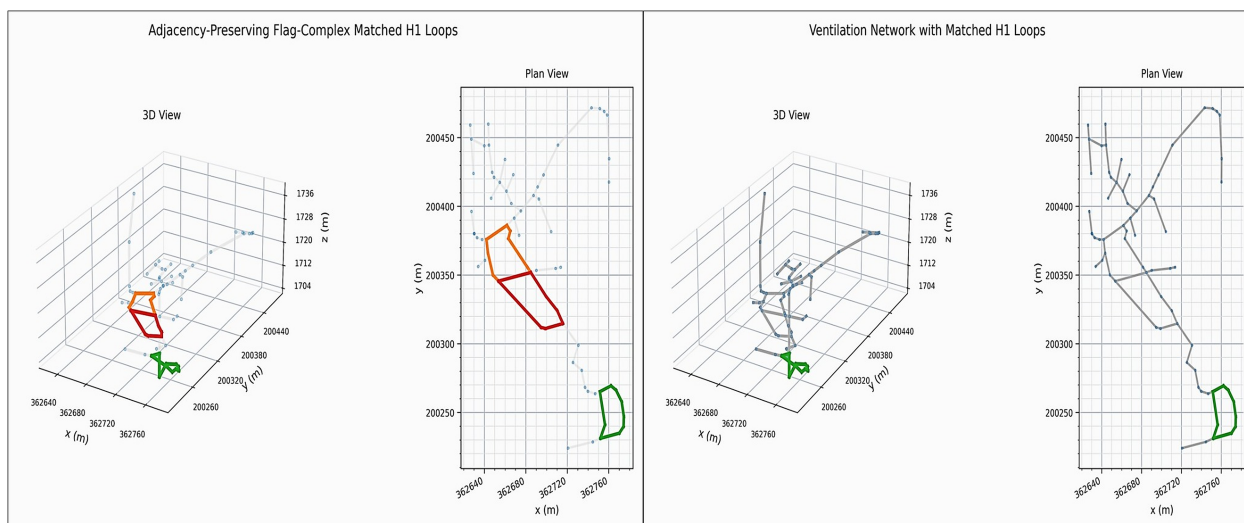 Adjacency-Preserving Flag-Complex Matched H1 Loops
3D View
1736
1728
1720
1712
1704
z (m)
200440
200380
200320
200260
y (m)
362640
362680
362720
362760
x (m)
Plan View
200450
200400
200350
200300
200250
y (m)
362640
362680
362720
362760
x (m)
Ventilation Network with Matched H1 Loops
3D View
1736
1728
1720
1712
1704
z (m)
200440
200380
200320
200260
y (m)
362640
362680
362720
362760
x (m)
Plan View
200450
200400
200350
200300
200250
y (m)
362640
362680
362720
362760
x (m)